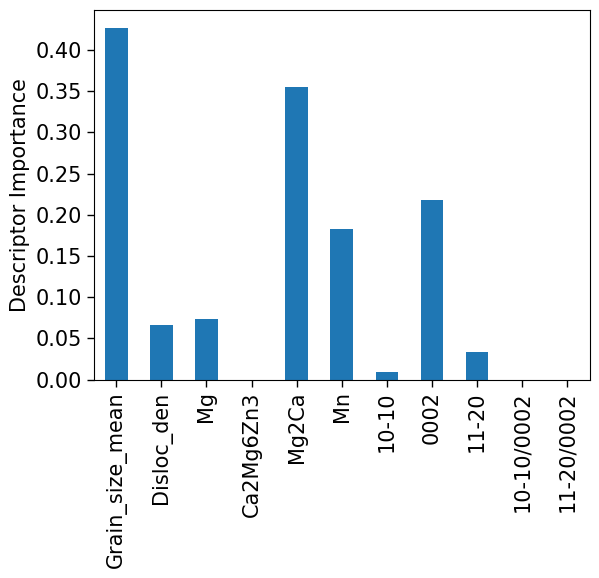 Descriptor Importance
0.40
0.35
0.30
0.25
0.20
0.15
0.10
0.05
0.00
Grain_size_mean
Disloc_den
Mg
Ca2Mg6Zn3
Mg2Ca
Mn
10-10
0002
11-20
10-10/0002
11-20/0002